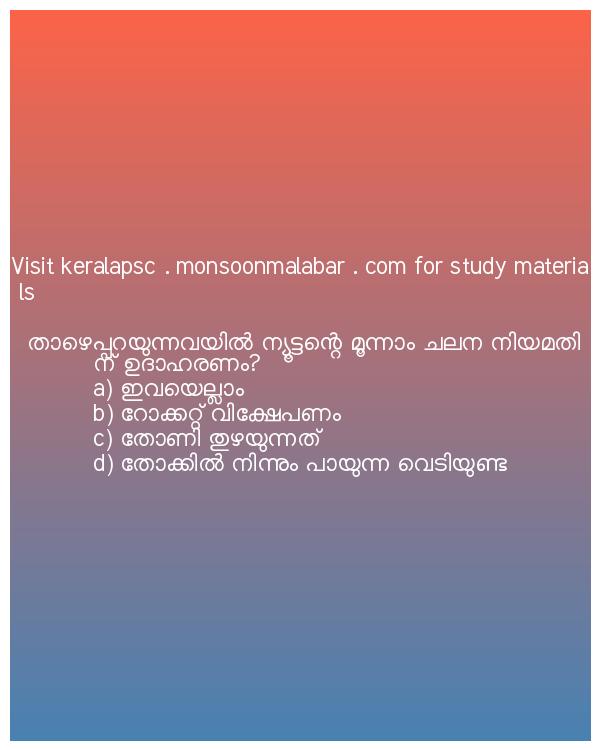 Visit keralapsc . monsoonmalabar . com for study materia
ls
താഴെപ്പറയുന്നവയിൽ ന്യൂട്ടന്റെ മൂന്നാം ചലന നിയമതി
ന് ഉദാഹരണം?
a) ഇവയെല്ലാം
b) റോക്കറ്റ് വിക്ഷേപണം
c) തോണി തുഴയുന്നത്
d) തോക്കിൽ നിന്നും പായുന്ന വെടിയുണ്ട